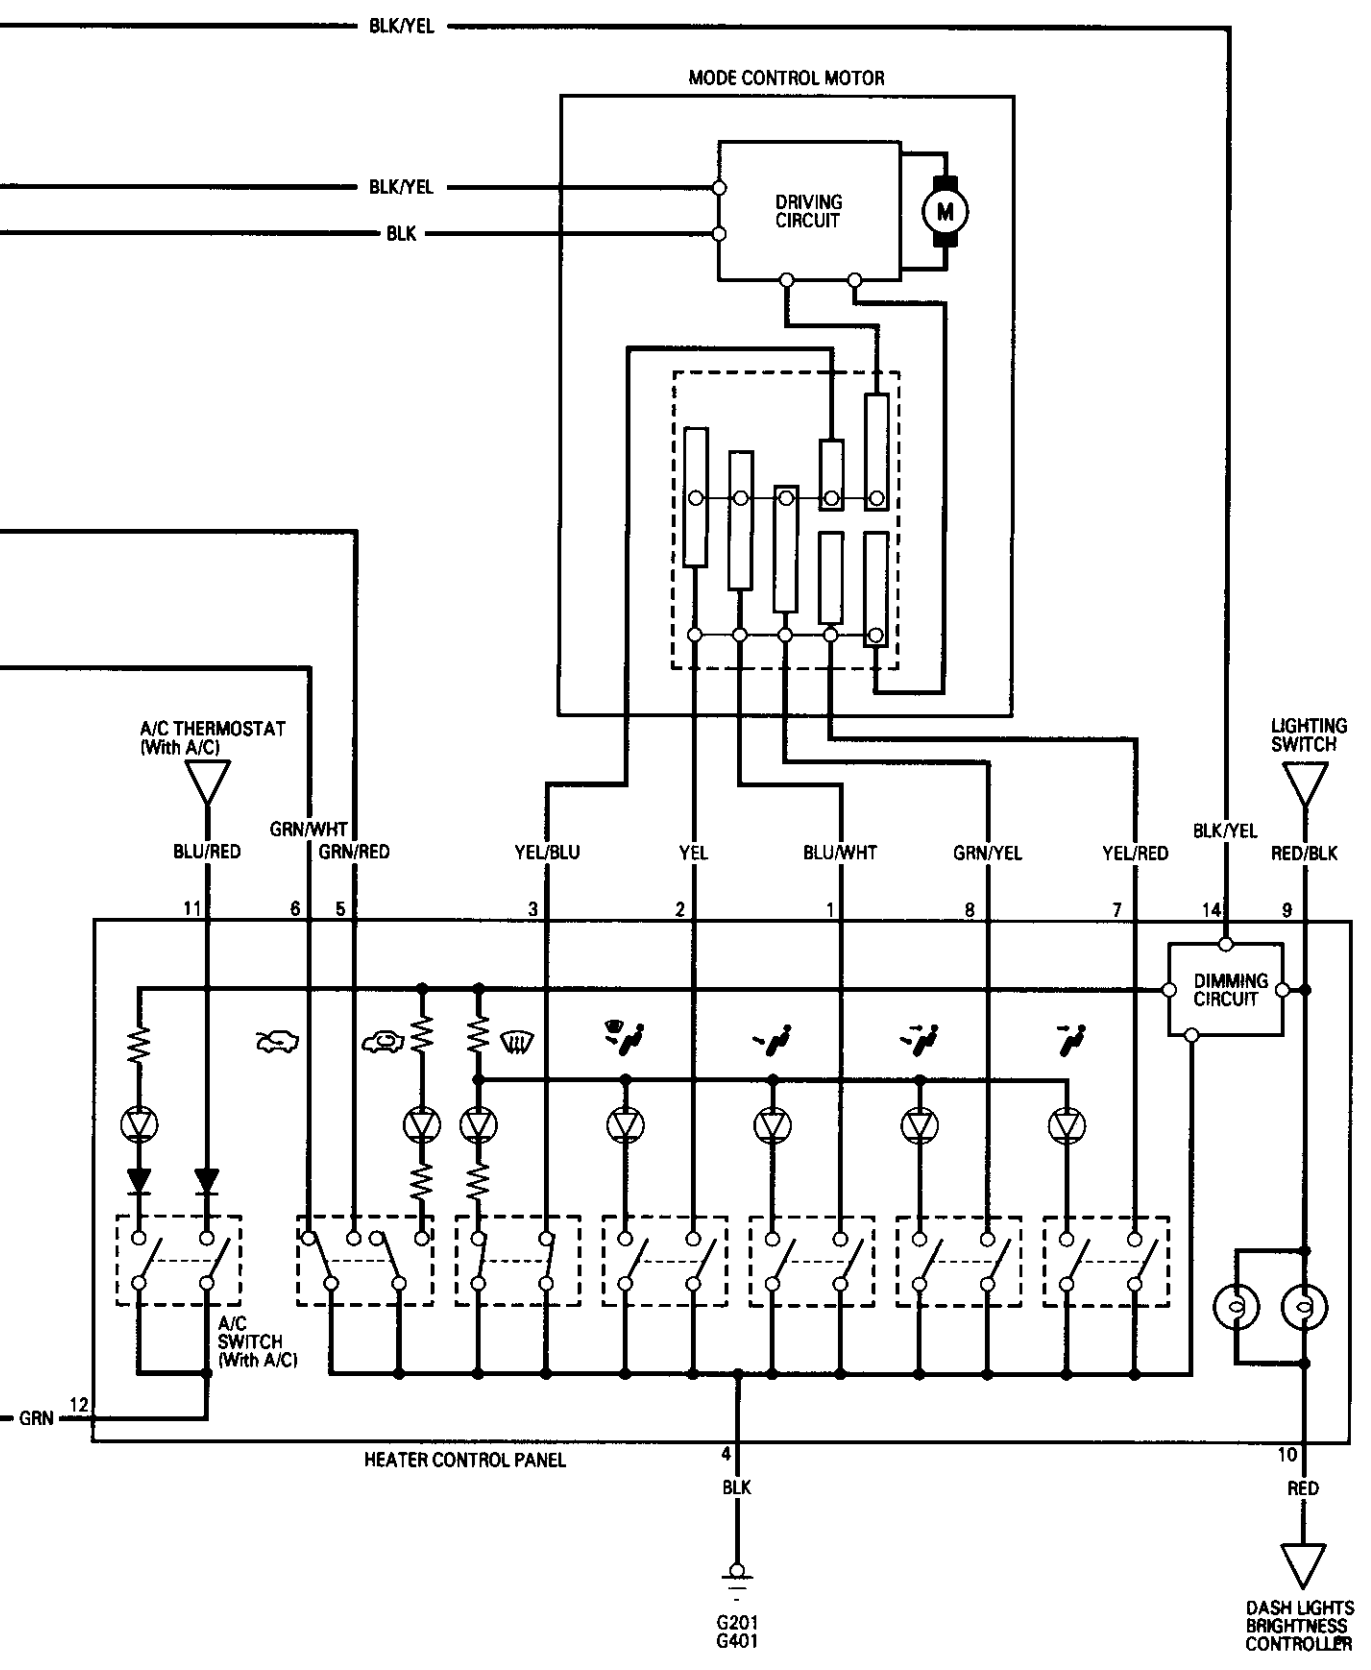 BLK/YEL
MODE CONTROL MOTOR
BLK/YEL
DRIVING
CIRCUIT
M
BLK
A/C THERMOSTAT
(With A/C)
LIGHTING
SWITCH
GRN/WHT
BLK/YEL
BLU/RED
GRN/RED
YEL/BLU
YEL
BLU/WHT
GRN/YEL
YEL/RED
RED/BLK
11
6
5
3
2
1
8
7
14
9
DIMMING
CIRCUIT
A/C
SWITCH
(With A/C)
12
GRN
HEATER CONTROL PANEL
4
10
BLK
RED
G201
G401
DASH LIGHTS
BRIGHTNESS
CONTROLLER